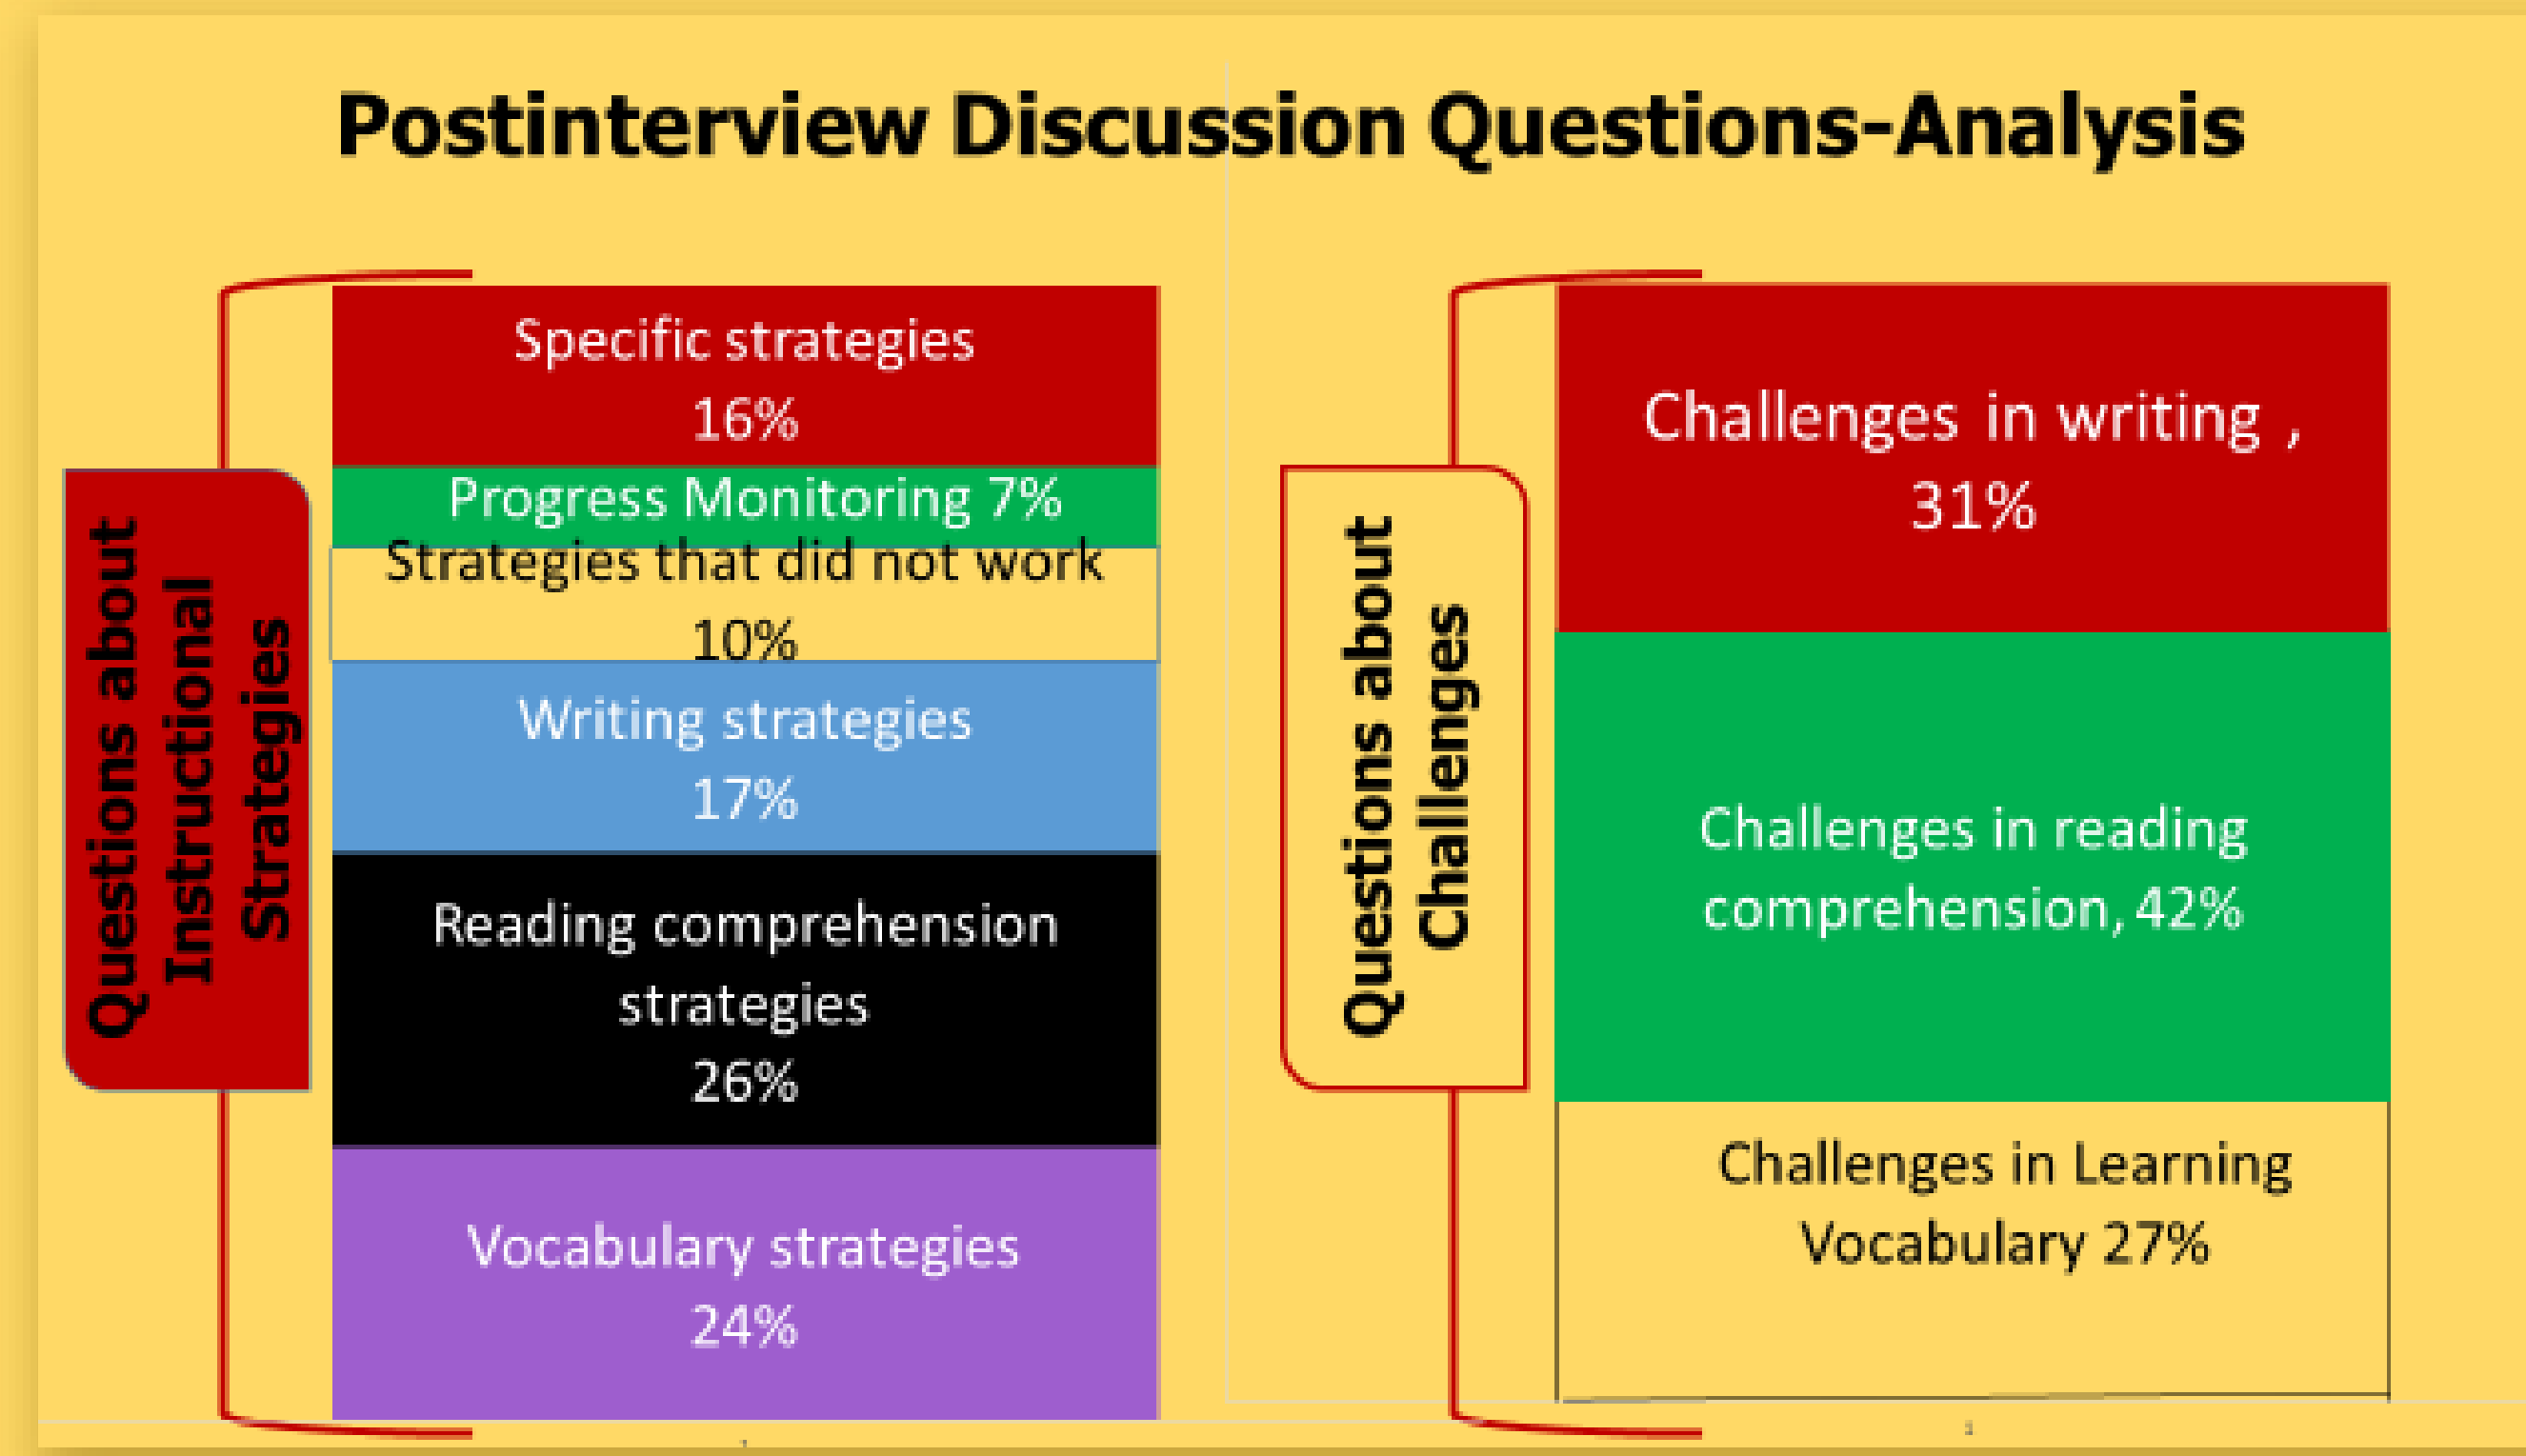 Postinterview Discussion Questions-Analysis
Questions about
Instructional
Strategies
Specific strategies
16%
Progress Monitoring 7%
Strategies that did not work
10%
Writing strategies
17%
Reading comprehension
strategies
26%
Vocabulary strategies
24%
Questions about
Challenges
Challenges in writing ,
31%
Challenges in reading
comprehension, 42%
Challenges in Learning
Vocabulary 27%
1